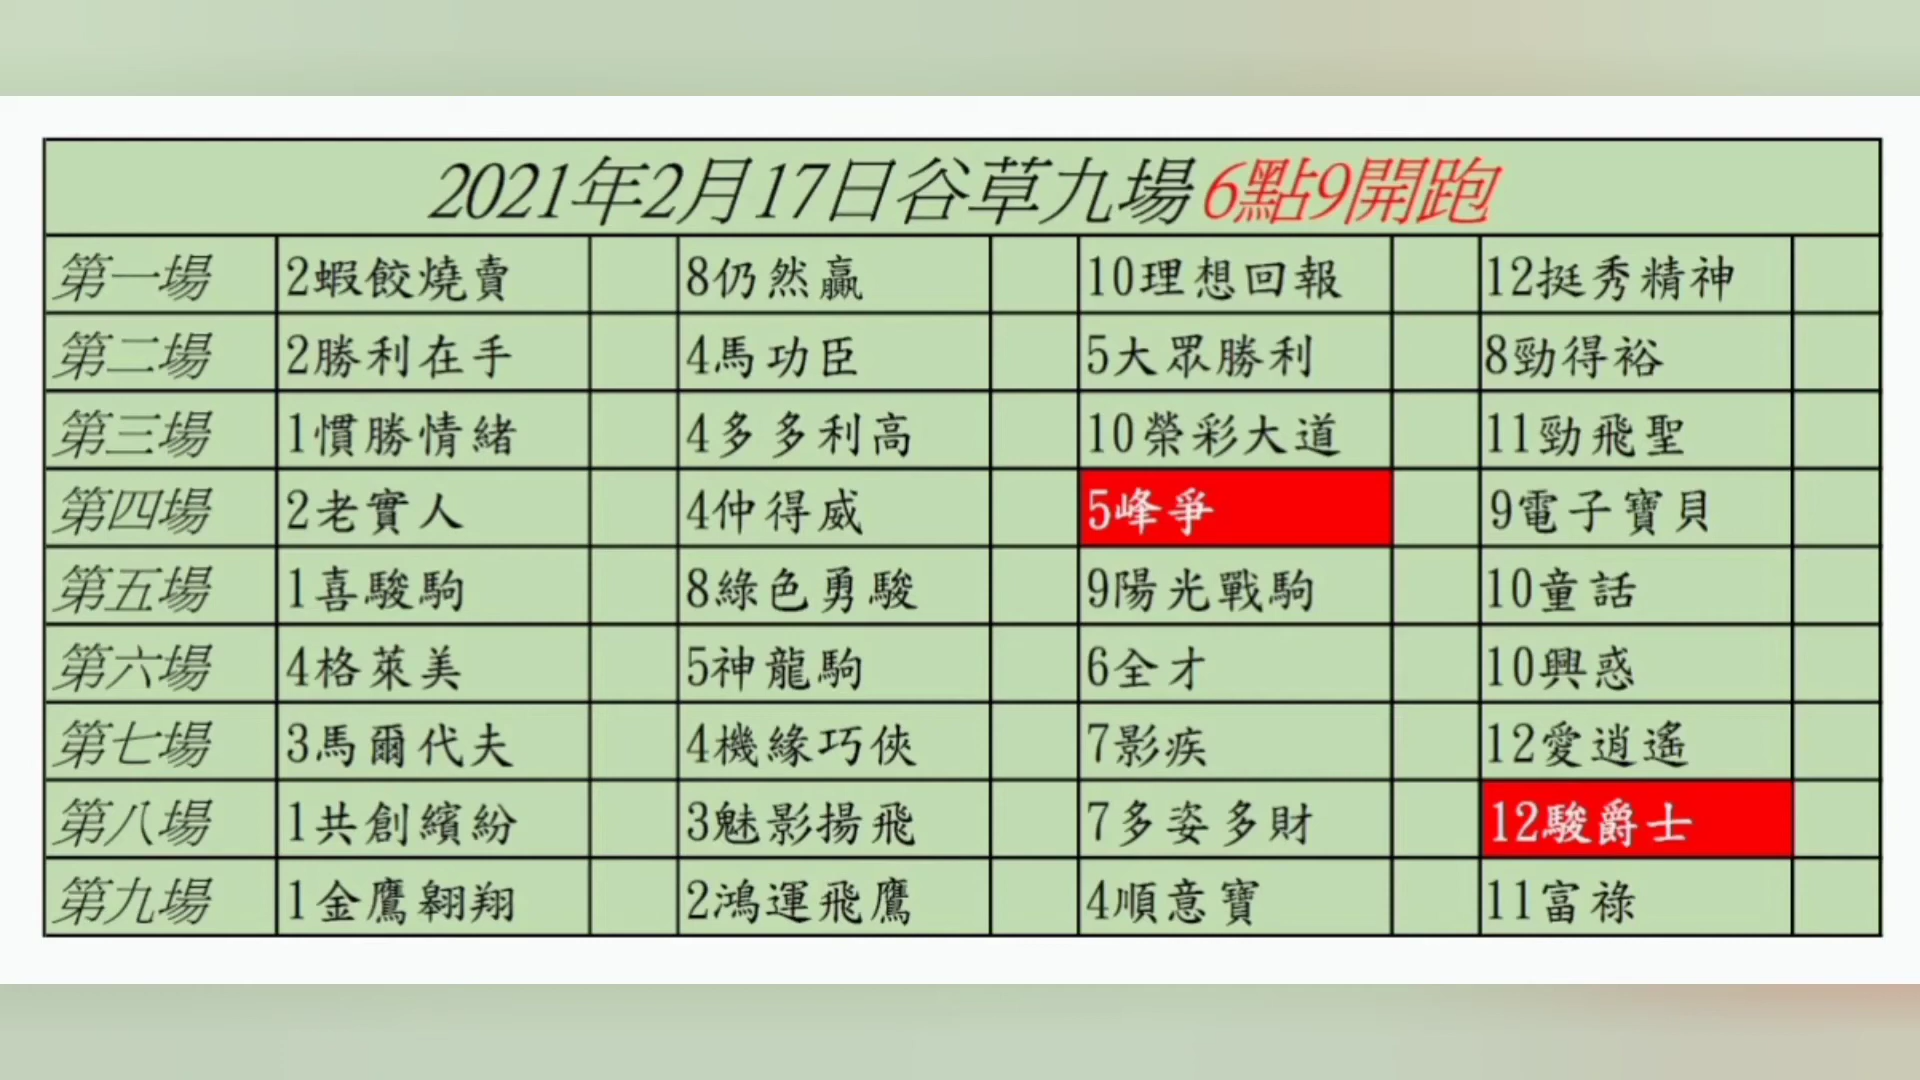 2021年2月17日谷草九場6點9開跑
第一場 2蝦餃燒賣 8仍然贏 10理想回報 12挺秀精神
第二場 2勝利在手 4馬功臣 5大眾勝利 8勁得裕
第三場 1慣勝情緒 4多多利高 10榮彩大道 11勁飛聖
第四場 2老實人 4仲得威 5峰爭 9電子寶貝
第五場 1喜駿駒 8綠色勇駿 9陽光戰駒 10童話
第六場 4格萊美 5神龍駒 6全才 10興惑
第七場 3馬爾代夫 4機緣巧俠 7影疾 12愛逍遙
第八場 1共創繽紛 3魅影揚飛 7多姿多財 12駿爵士
第九場 1金鷹翱翔 2鴻運飛鷹 4順意寶 11富祿